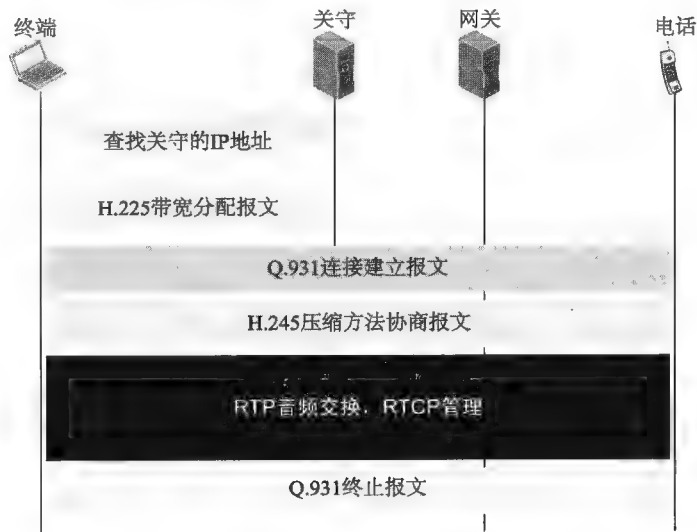 终端
关守
网关
电话
查找关守的IP地址
H.225带宽分配报文
Q.931连接建立报文
H.245压缩方法协商报文
RTP音频交换，RTCP管理
Q.931终止报文